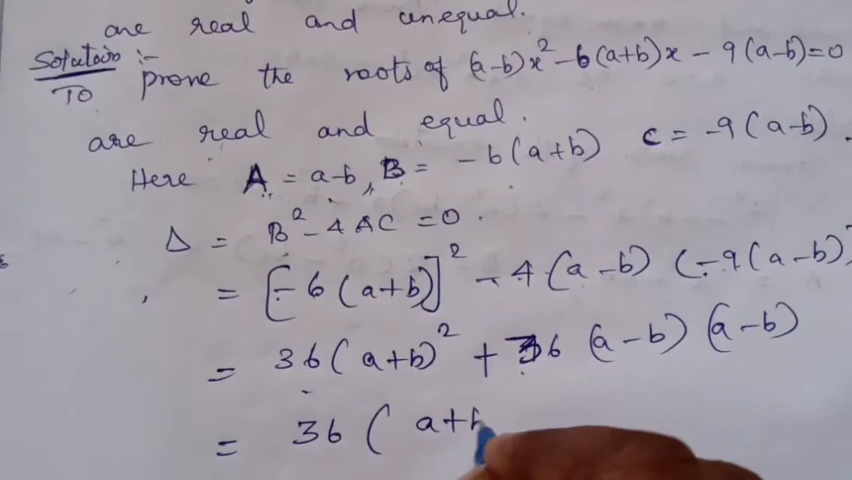 are real and unequal.
Solution :-
To prove the roots of (a-b)x² - 6(a+b)x - 9(a-b)=0
are real and equal.
Here A = a-b, B = -6(a+b) C = -9(a-b).
Δ = B² - 4AC = 0.
= [-6(a+b)]² - 4(a-b) (-9(a-b)]
= 36(a+b)² + 36 (a-b) (a-b)
= 36 ( a+b